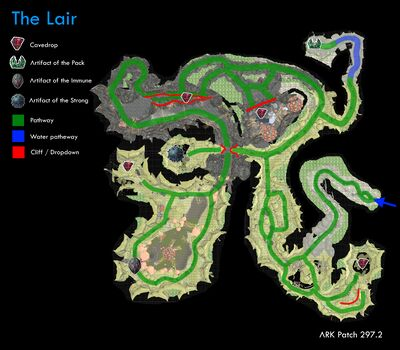 The Lair
Cavedrop
Artifact of the Pack
Artifact of the Immune
Artifact of the Strong
Pathway
Water pathway
Cliff / Dropdown
ARK Patch 297.2